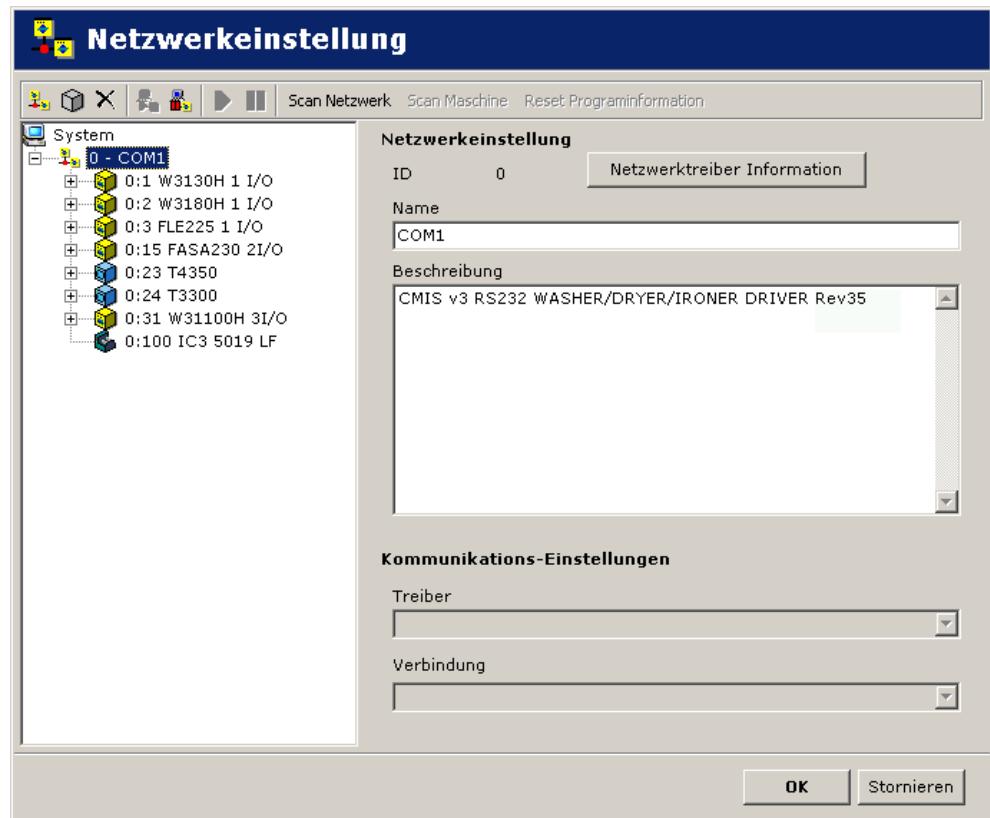 Netzwerkeinstellung
Scan Netzwerk Scan Maschine Reset Programinformation
System
0 - COM1
0:1 W3130H 1 I/O
0:2 W3180H 1 I/O
0:3 FLE225 1 I/O
0:15 FASA230 2I/O
0:23 T4350
0:24 T3300
0:31 W31100H 3I/O
0:100 IC3 5019 LF
Netzwerkeinstellung
ID 0 Netzwerktreiber Information
Name
COM1
Beschreibung
CMIS v3 RS232 WASHER/DRYER/IRONER DRIVER Rev35
Kommunikations-Einstellungen
Treiber
Verbindung
OK Stornieren